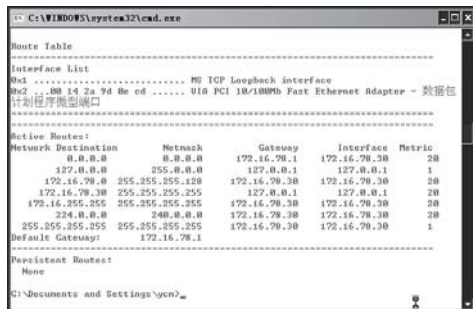 C:\WINDOWS\system32\cmd.exe
Route Table
===========================================================================
Interface List
0x1 ........................... MS TCP Loopback interface
0x2 ...00 14 2a 9d 0e cd ...... VIA PCI 10/100Mb Fast Ethernet Adapter - 数据包
计划程序微型端口
===========================================================================
===========================================================================
Active Routes:
Network Destination        Netmask          Gateway       Interface  Metric
0.0.0.0          0.0.0.0      172.16.78.1    172.16.78.30       20
127.0.0.0        255.0.0.0        127.0.0.1       127.0.0.1       1
172.16.78.0  255.255.255.128     172.16.78.30    172.16.78.30       20
172.16.78.30  255.255.255.255        127.0.0.1       127.0.0.1       20
172.16.255.255  255.255.255.255     172.16.78.30    172.16.78.30       20
224.0.0.0        240.0.0.0     172.16.78.30    172.16.78.30       20
255.255.255.255  255.255.255.255     172.16.78.30    172.16.78.30       1
Default Gateway:       172.16.78.1
===========================================================================
Persistent Routes:
None
C:\Documents and Settings\ycn>_